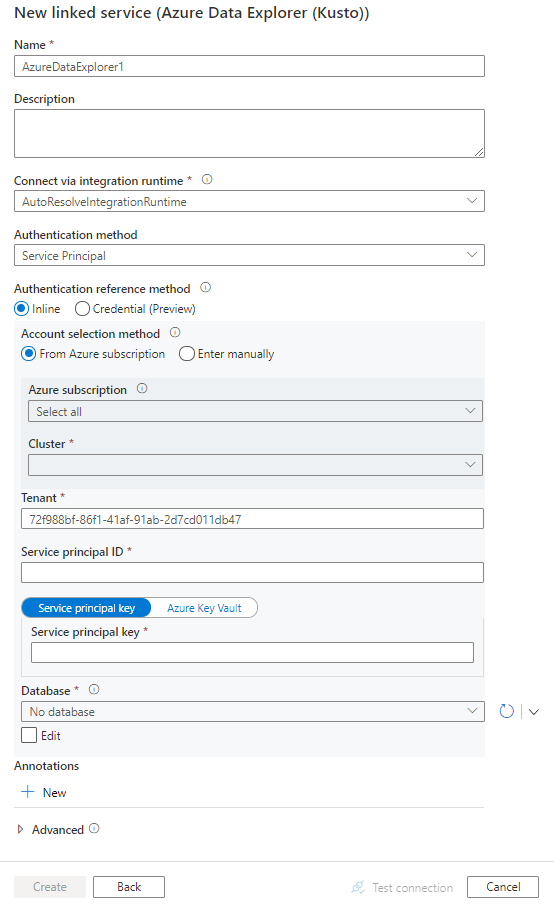 New linked service (Azure Data Explorer (Kusto))
Name *
AzureDataExplorer1
Description
Connect via integration runtime *
AutoResolveIntegrationRuntime
Authentication method
Service Principal
Authentication reference method
Inline Credential (Preview)
Account selection method
From Azure subscription Enter manually
Azure subscription
Select all
Cluster *
Tenant *
72f988bf-86f1-41af-91ab-2d7cd011db47
Service principal ID *
Service principal key Azure Key Vault
Service principal key *
Database *
No database
Edit
Annotations
New
Advanced
Create Back Test connection Cancel